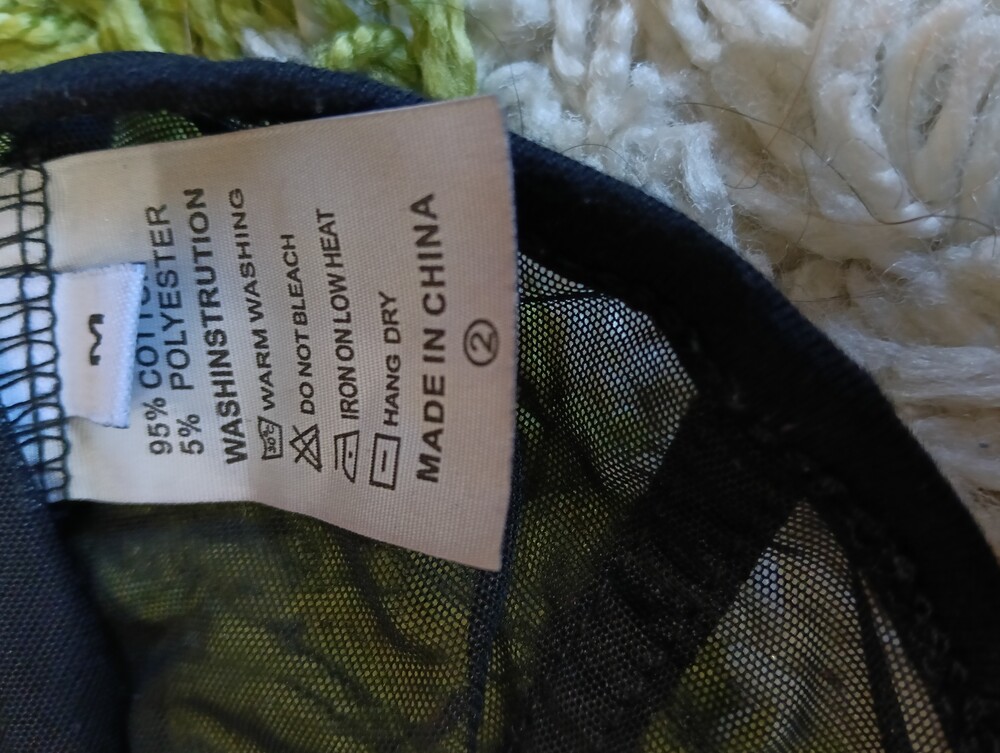 M
95% COTTON
5% POLYESTER
WASHINSTRUTION
30°C WARM WASHING
DO NOT BLEACH
IRON ON LOW HEAT
HANG DRY
MADE IN CHINA
②